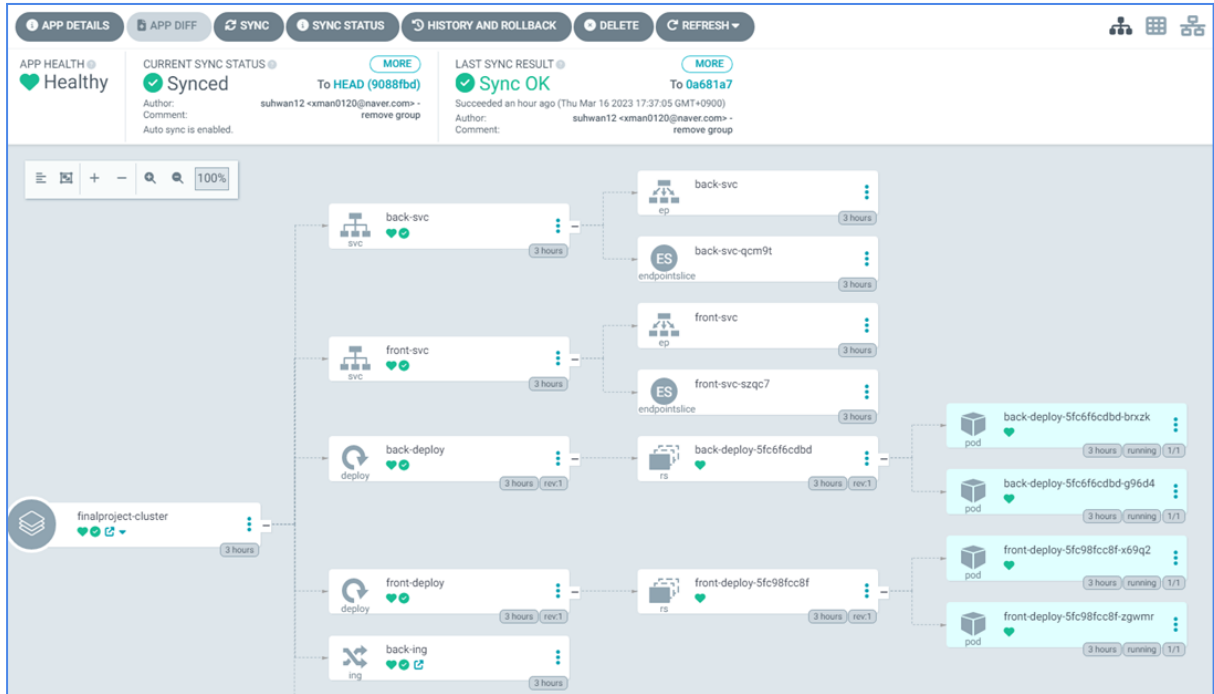 APP DETAILS
APP DIFF
SYNC
SYNC STATUS
HISTORY AND ROLLBACK
DELETE
REFRESH
APP HEALTH
Healthy
CURRENT SYNC STATUS
MORE
Synced
To HEAD (9088fbd)
Author: suhwan12 <xman0120@naver.com> -
Comment: remove group
Auto sync is enabled.
LAST SYNC RESULT
MORE
Sync OK
To 0a681a7
Succeeded an hour ago (Thu Mar 16 2023 17:37:05 GMT+0900)
Author: suhwan12 <xman0120@naver.com> -
Comment: remove group
100%
finalproject-cluster
3 hours
back-svc
svc
3 hours
front-svc
svc
3 hours
back-deploy
deploy
3 hours rev:1
front-deploy
deploy
3 hours rev:1
back-ing
ing
3 hours
back-svc
ep
3 hours
ES
back-svc-qcm9t
endpointslice
3 hours
front-svc
ep
3 hours
ES
front-svc-szqc7
endpointslice
3 hours
back-deploy-5fc6f6cdbd
rs
3 hours rev:1
front-deploy-5fc98fcc8f
rs
3 hours rev:1
back-deploy-5fc6f6cdbd-brxzk
pod
3 hours running 1/1
back-deploy-5fc6f6cdbd-g96d4
pod
3 hours running 1/1
front-deploy-5fc98fcc8f-x69q2
pod
3 hours running 1/1
front-deploy-5fc98fcc8f-zgwmr
pod
3 hours running 1/1